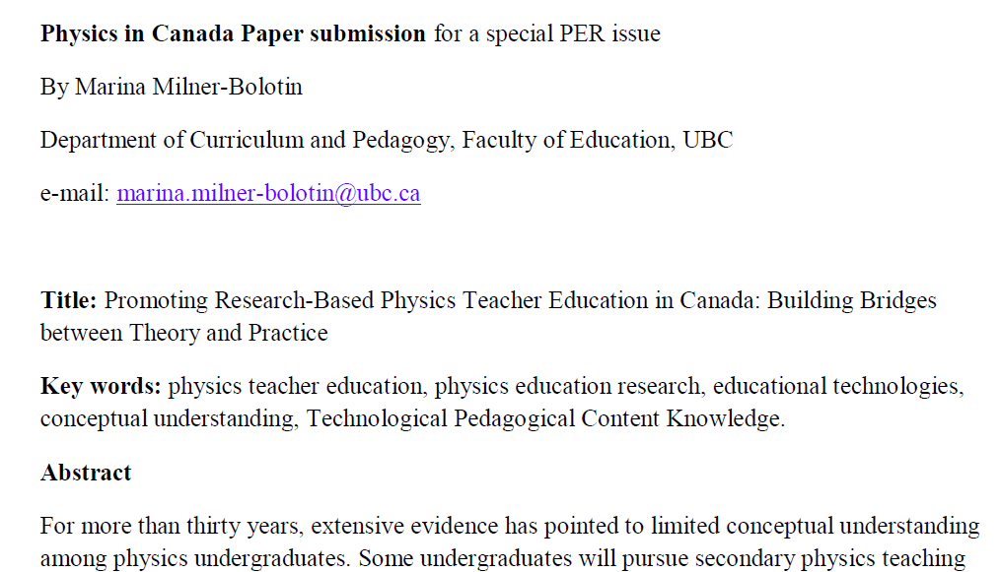 Physics in Canada Paper submission for a special PER issue
By Marina Milner-Bolotin
Department of Curriculum and Pedagogy, Faculty of Education, UBC
e-mail: marina.milner-bolotin@ubc.ca
Title: Promoting Research-Based Physics Teacher Education in Canada: Building Bridges
between Theory and Practice
Key words: physics teacher education, physics education research, educational technologies,
conceptual understanding, Technological Pedagogical Content Knowledge.
Abstract
For more than thirty years, extensive evidence has pointed to limited conceptual understanding
among physics undergraduates. Some undergraduates will pursue secondary physics teaching